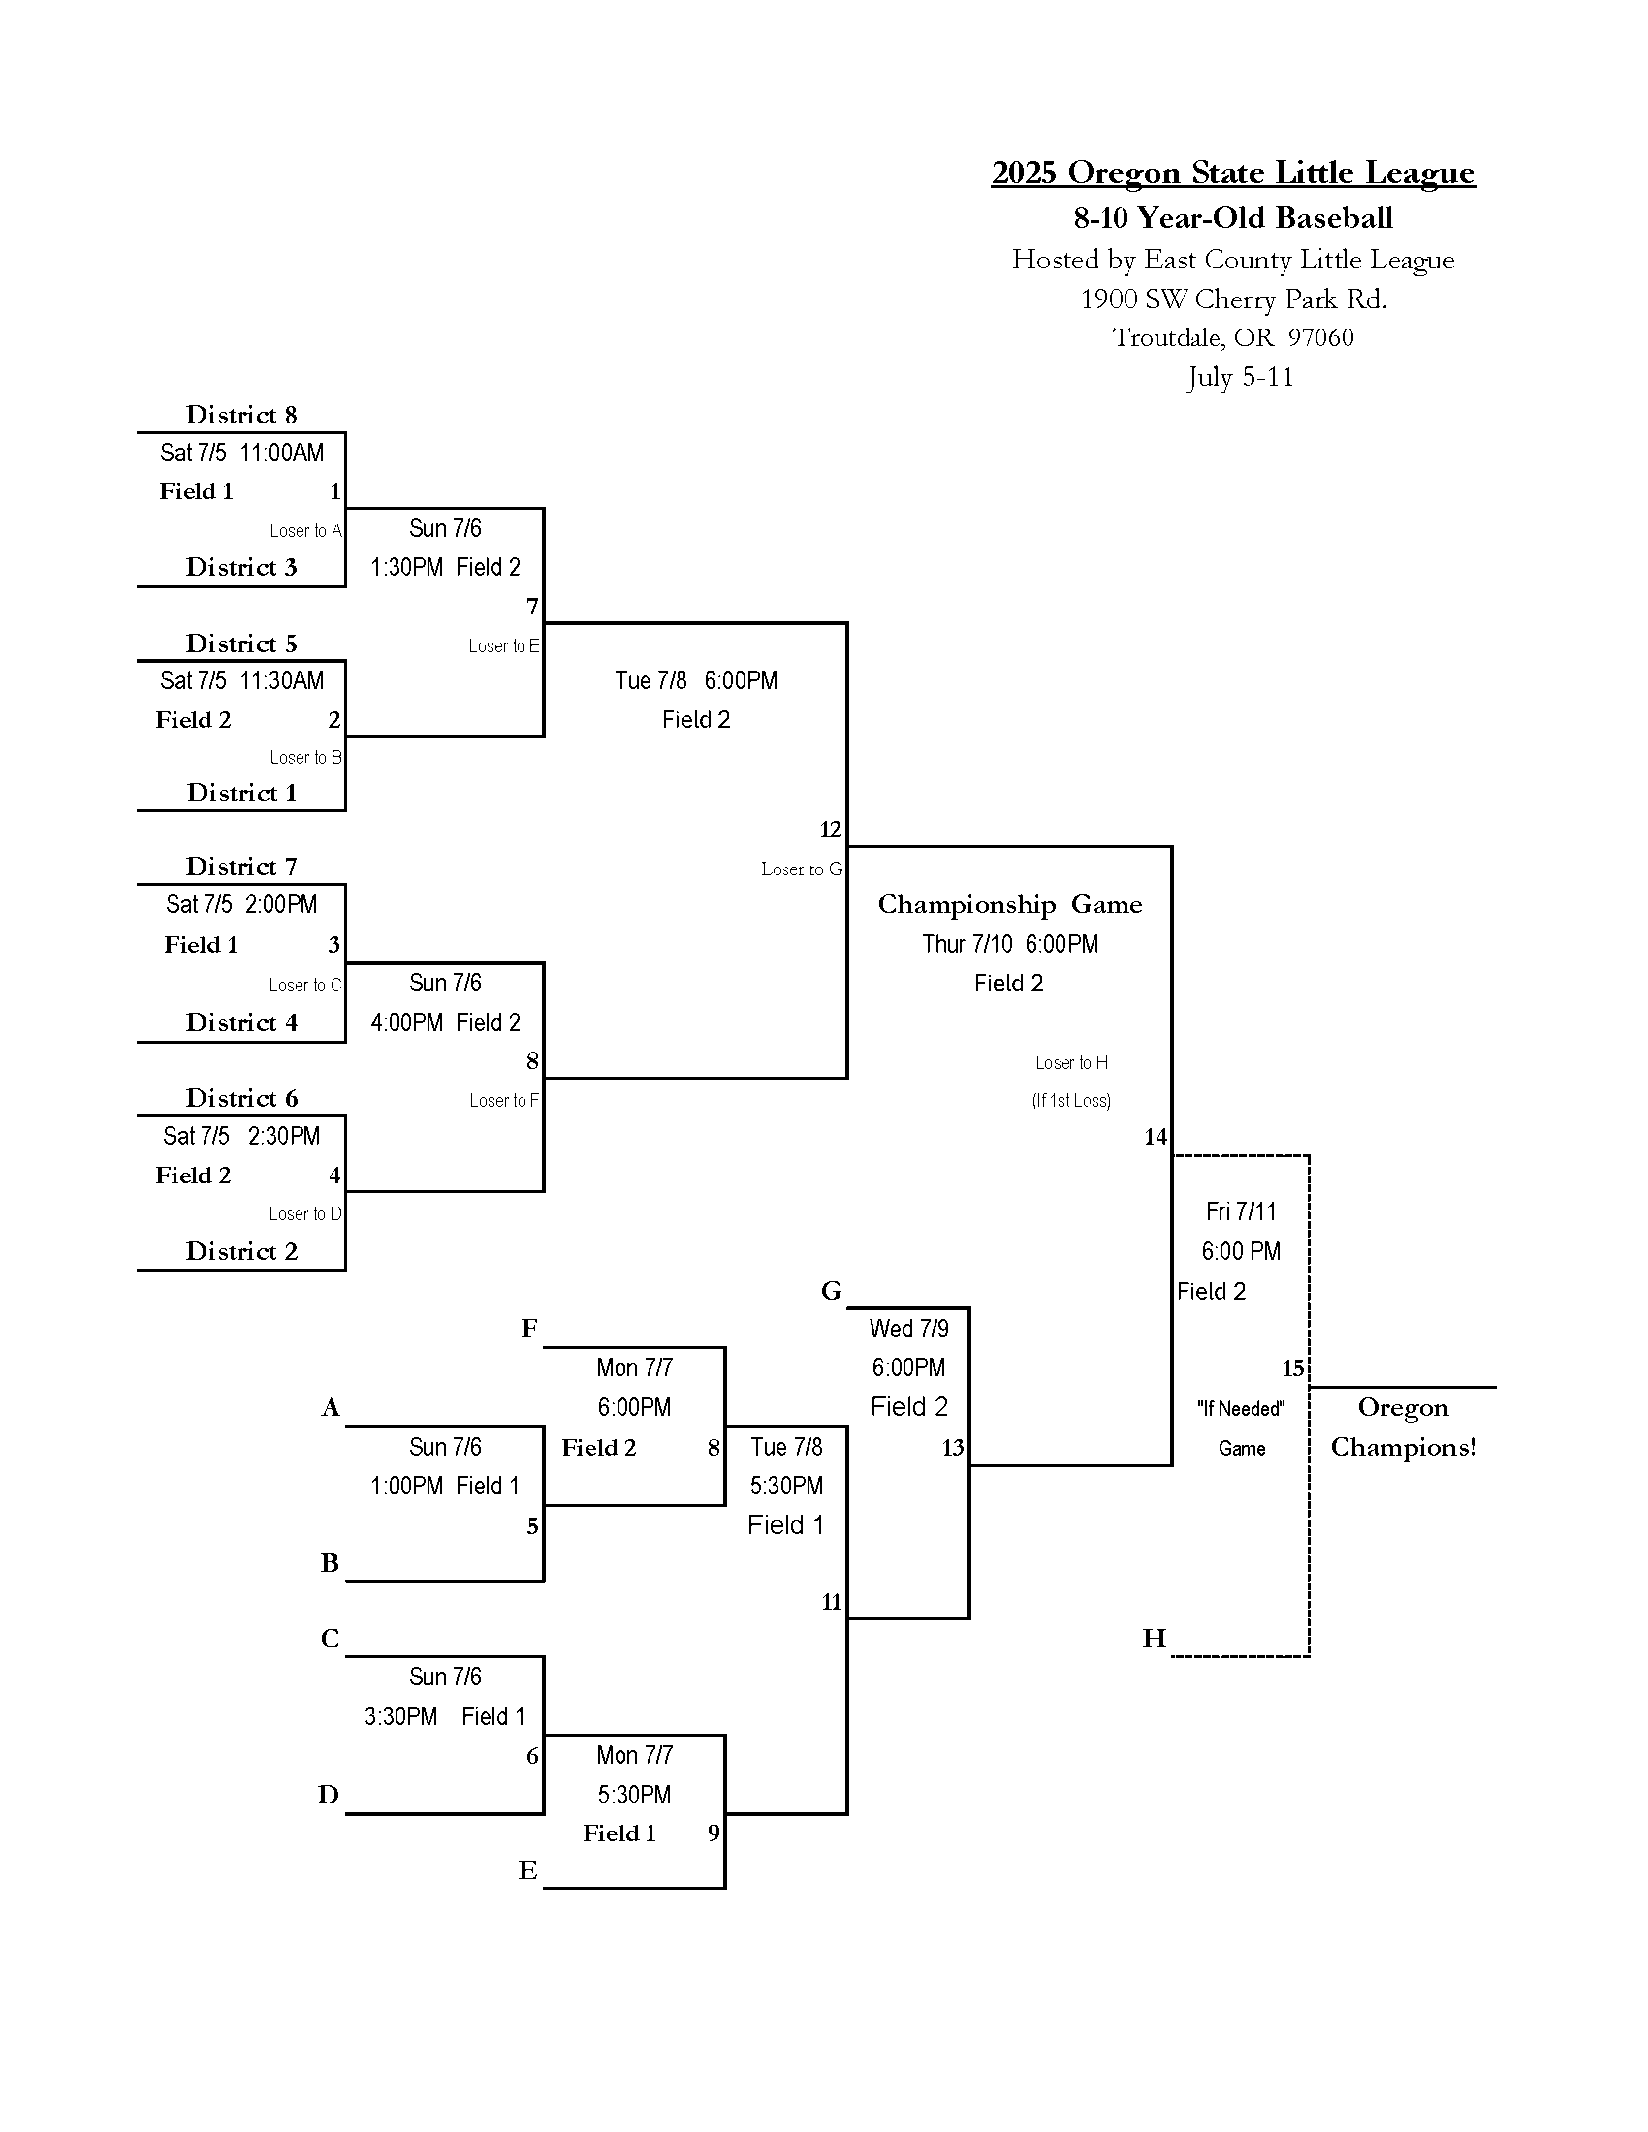 2025 Oregon State Little League
8-10 Year-Old Baseball
Hosted by East County Little League
1900 SW Cherry Park Rd.
Troutdale, OR 97060
July 5-11
District 8
Sat 7/5 11:00AM
Field 1 1
Loser to A
District 3
Sun 7/6
1:30PM Field 2
7
Loser to E
District 5
Sat 7/5 11:30AM
Field 2 2
Loser to B
District 1
Tue 7/8 6:00PM
Field 2
12
Loser to G
District 7
Sat 7/5 2:00PM
Field 1 3
Loser to C
District 4
Sun 7/6
4:00PM Field 2
8
Loser to F
District 6
Sat 7/5 2:30PM
Field 2 4
Loser to D
District 2
Championship Game
Thur 7/10 6:00PM
Field 2
Loser to H
(If 1st Loss)
14
Fri 7/11
6:00 PM
Field 2
15
"If Needed"
Game
Oregon
Champions!
G
Wed 7/9
6:00PM
Field 2
13
F
Mon 7/7
6:00PM
Field 2 8
A
Sun 7/6
1:00PM Field 1
5
B
Tue 7/8
5:30PM
Field 1
11
C
Sun 7/6
3:30PM Field 1
6
D
Mon 7/7
5:30PM
Field 1 9
E
H